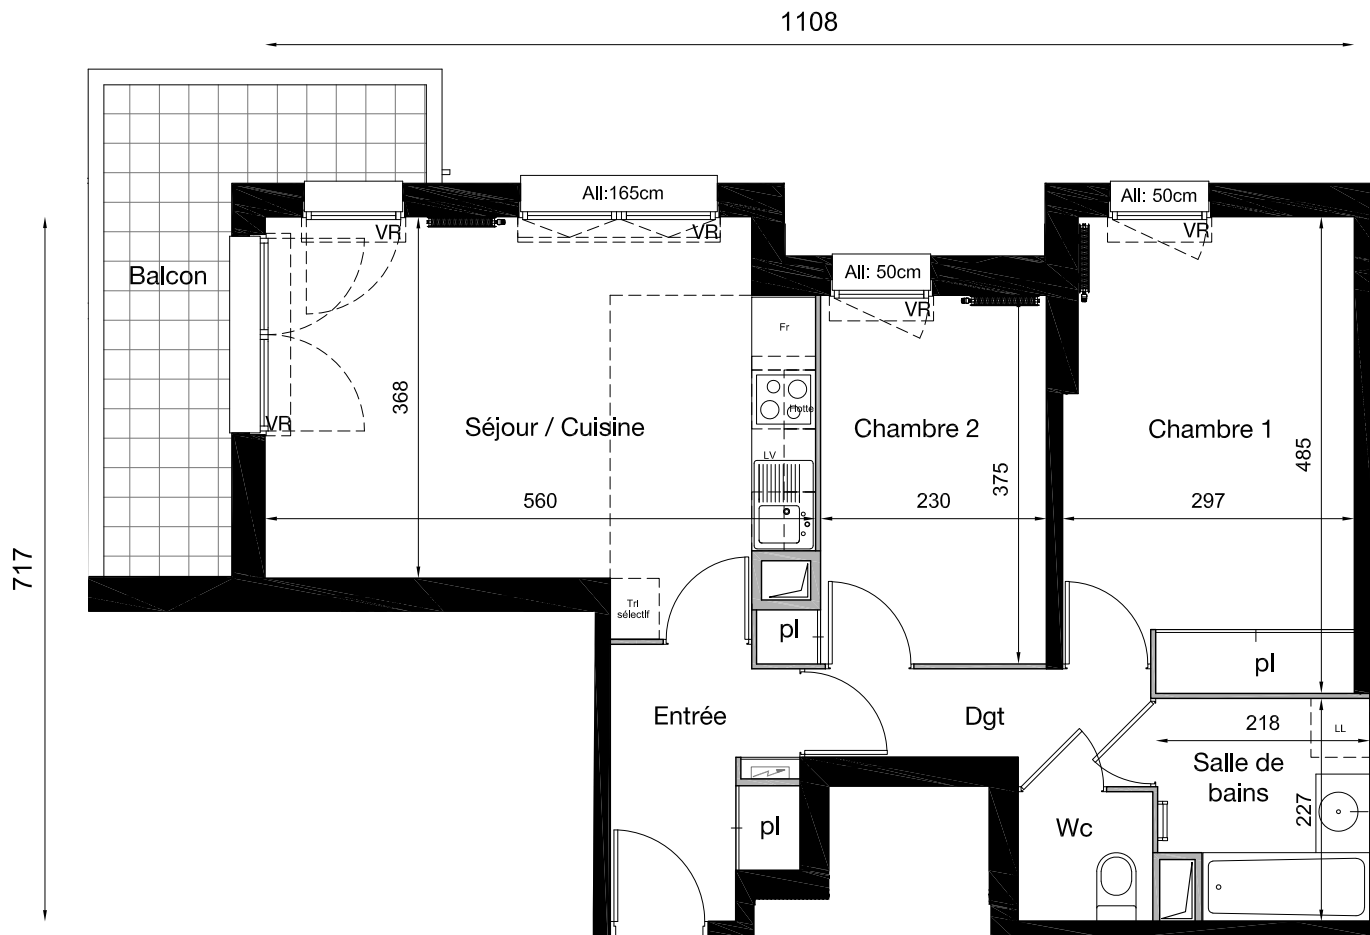 1108
All:165cm
All: 50cm
VR
VR
VR
Balcon
All: 50cm
VR
Fr
368
Hotte
VR
Séjour / Cuisine
Chambre 2
Chambre 1
LV
485
375
560
230
297
717
Tri
sélectif
pl
pl
Entrée
Dgt
218
LL
Salle de
bains
227
pl
Wc